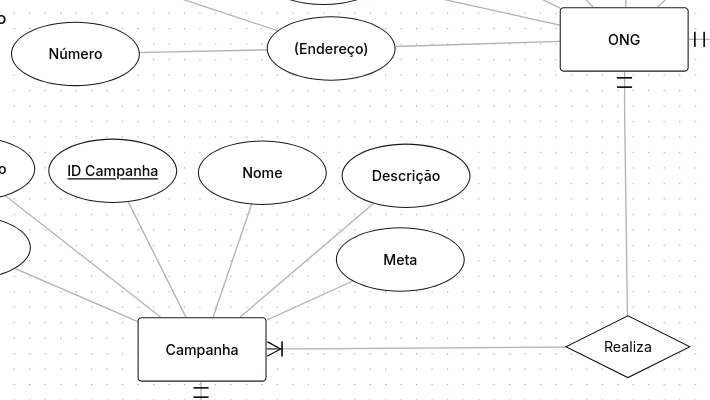 ONG
Número
(Endereço)
ID Campanha
Nome
Descrição
Meta
Campanha
Realiza